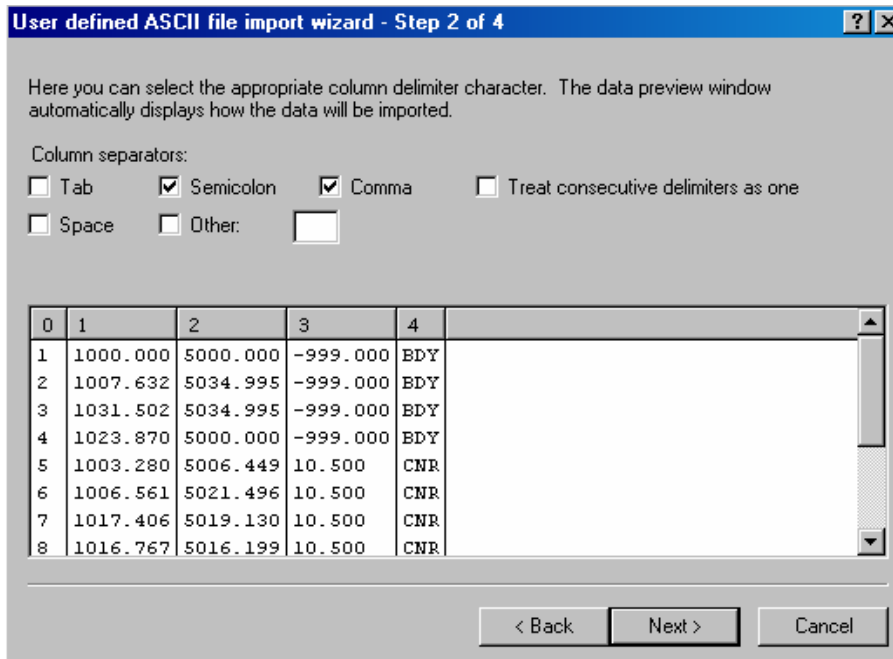 User defined ASCII file import wizard - Step 2 of 4
Here you can select the appropriate column delimiter character.  The data preview window
automatically displays how the data will be imported.
Column separators:
Tab Semicolon Comma Treat consecutive delimiters as one
Space Other:
0 1 2 3 4
1 1000.000 5000.000 -999.000 BDY
2 1007.632 5034.995 -999.000 BDY
3 1031.502 5034.995 -999.000 BDY
4 1023.870 5000.000 -999.000 BDY
5 1003.280 5006.449 10.500 CNR
6 1006.561 5021.496 10.500 CNR
7 1017.406 5019.130 10.500 CNR
8 1016.767 5016.199 10.500 CNR
< Back Next > Cancel